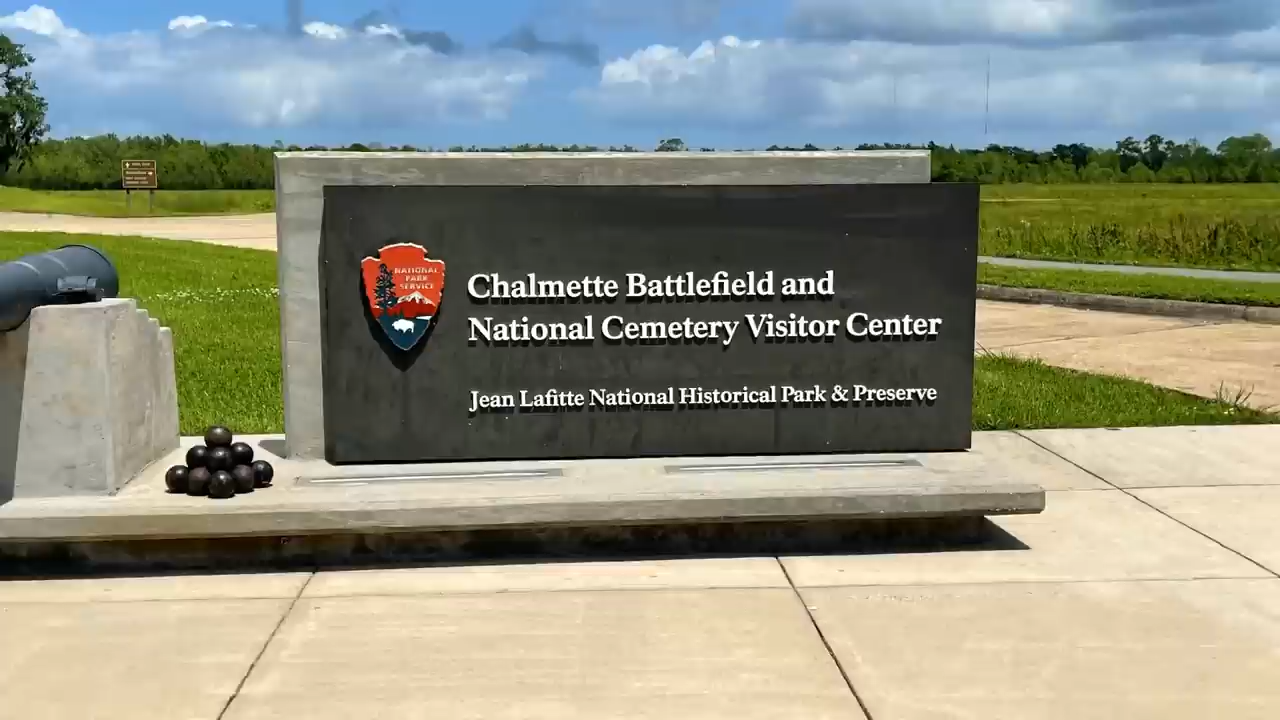 NATIONAL
PARK
SERVICE
Chalmette Battlefield and
National Cemetery Visitor Center
Jean Lafitte National Historical Park & Preserve